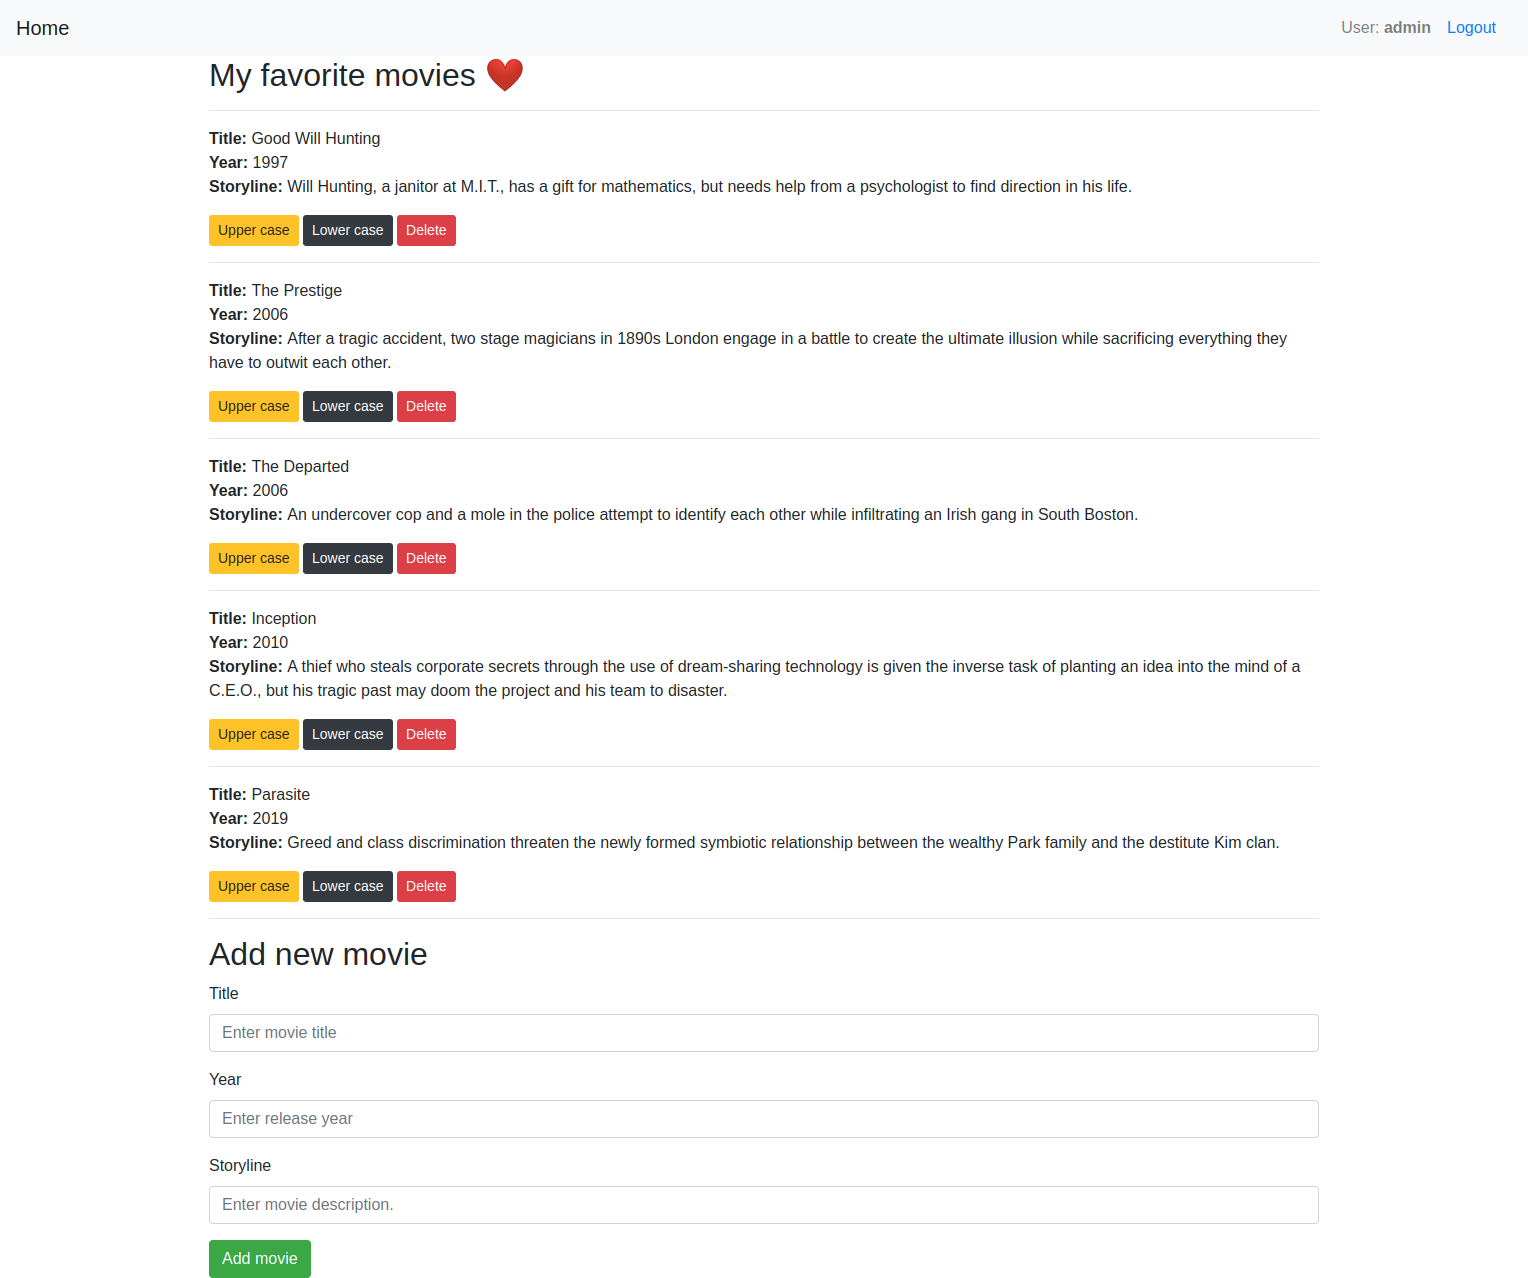 Home
User: admin Logout
My favorite movies ❤️
Title: Good Will Hunting
Year: 1997
Storyline: Will Hunting, a janitor at M.I.T., has a gift for mathematics, but needs help from a psychologist to find direction in his life.
Upper case Lower case Delete
Title: The Prestige
Year: 2006
Storyline: After a tragic accident, two stage magicians in 1890s London engage in a battle to create the ultimate illusion while sacrificing everything they
have to outwit each other.
Upper case Lower case Delete
Title: The Departed
Year: 2006
Storyline: An undercover cop and a mole in the police attempt to identify each other while infiltrating an Irish gang in South Boston.
Upper case Lower case Delete
Title: Inception
Year: 2010
Storyline: A thief who steals corporate secrets through the use of dream-sharing technology is given the inverse task of planting an idea into the mind of a
C.E.O., but his tragic past may doom the project and his team to disaster.
Upper case Lower case Delete
Title: Parasite
Year: 2019
Storyline: Greed and class discrimination threaten the newly formed symbiotic relationship between the wealthy Park family and the destitute Kim clan.
Upper case Lower case Delete
Add new movie
Title
Enter movie title
Year
Enter release year
Storyline
Enter movie description.
Add movie